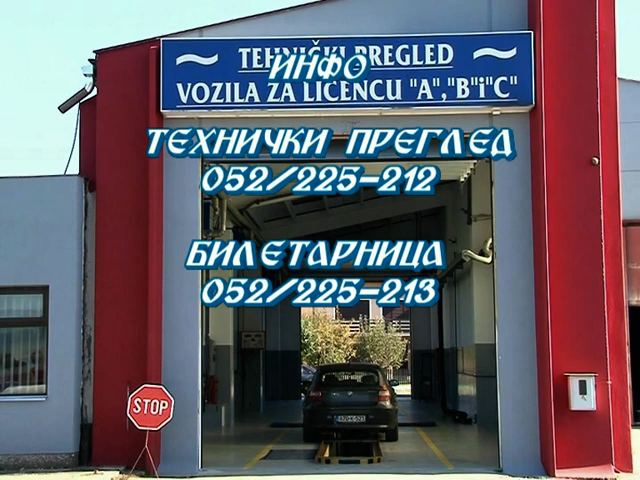 TEHNIČKI PREGLED
ИНФО
VOZILA ZA LICENCU "A","B"i"C"
ТЕХНИЧКИ ПРЕГЛЕД
052/225-212
БИЛЕТАРНИЦА
052/225-213
STOP